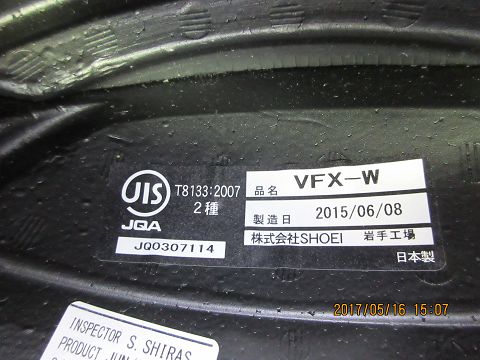 JIS
JQA
T8133:2007
2種
JQ0307114
品名 VFX-W
製造日 2015/06/08
株式会社SHOEI 岩手工場
日本製
INSPECTOR S. SHIRAS
PRODUCT JUN
2017/05/16 15:07